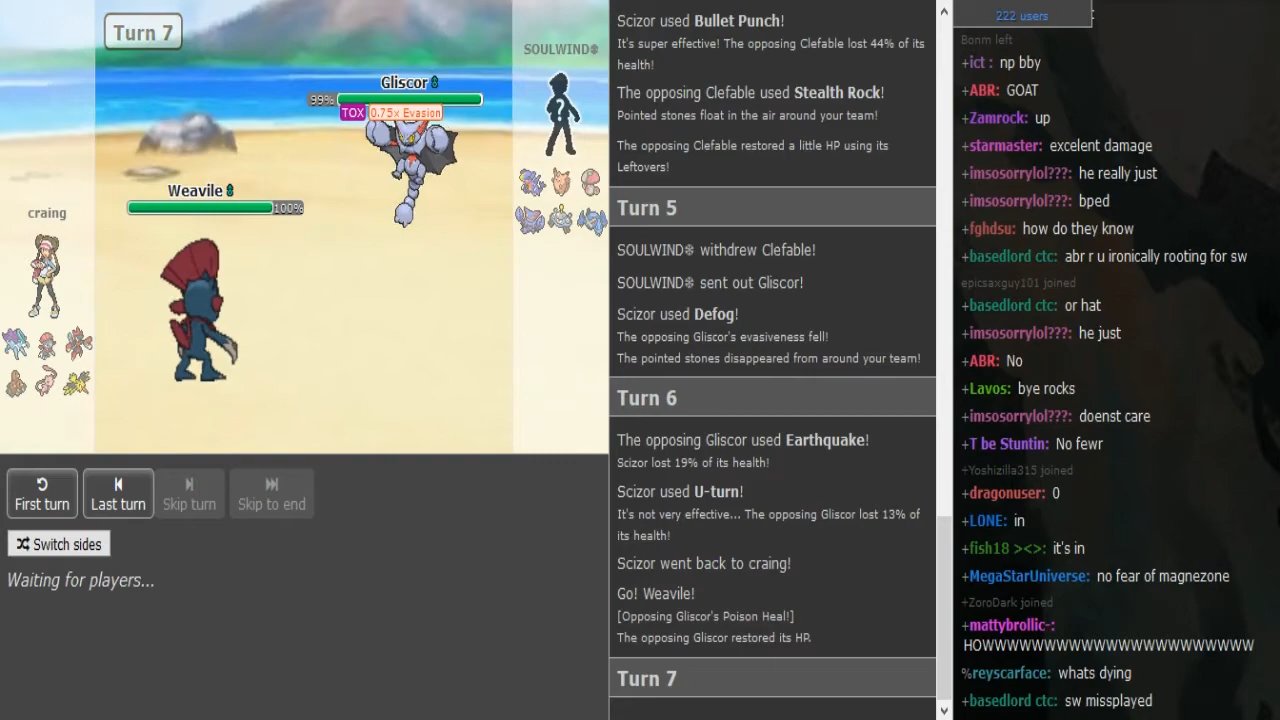 Turn 7
SOULWIND❄
Gliscor
99%
TOX 0.75x Evasion
Weavile
100%
craing
First turn
Last turn
Skip turn
Skip to end
Switch sides
Waiting for players...
Scizor used Bullet Punch!
It's super effective! The opposing Clefable lost 44% of its
health!
The opposing Clefable used Stealth Rock!
Pointed stones float in the air around your team!
The opposing Clefable restored a little HP using its
Leftovers!
Turn 5
SOULWIND❄ withdrew Clefable!
SOULWIND❄ sent out Gliscor!
Scizor used Defog!
The opposing Gliscor's evasiveness fell!
The pointed stones disappeared from around your team!
Turn 6
The opposing Gliscor used Earthquake!
Scizor lost 19% of its health!
Scizor used U-turn!
It's not very effective... The opposing Gliscor lost 13% of
its health!
Scizor went back to craing!
Go! Weavile!
[Opposing Gliscor's Poison Heal!]
The opposing Gliscor restored its HP.
Turn 7
222 users
Bonm left
+ict : np bby
+ABR: GOAT
+Zamrock: up
+starmaster: excelent damage
+imsosorrylol???: he really just
+imsosorrylol???: bped
+fghdsu: how do they know
+basedlord ctc: abr r u ironically rooting for sw
epicsaxguy101 joined
+basedlord ctc: or hat
+imsosorrylol???: he just
+ABR: No
+Lavos: bye rocks
+imsosorrylol???: doenst care
+T be Stuntin: No fewr
+Yoshizilla315 joined
+dragonuser: 0
+LONE: in
+fish18 ><>: it's in
+MegaStarUniverse: no fear of magnezone
+ZoroDark joined
+mattybrollic-:
HOWWWWWWWWWWWWWWWWWWWWWWW
%reyscarface: whats dying
+basedlord ctc: sw missplayed